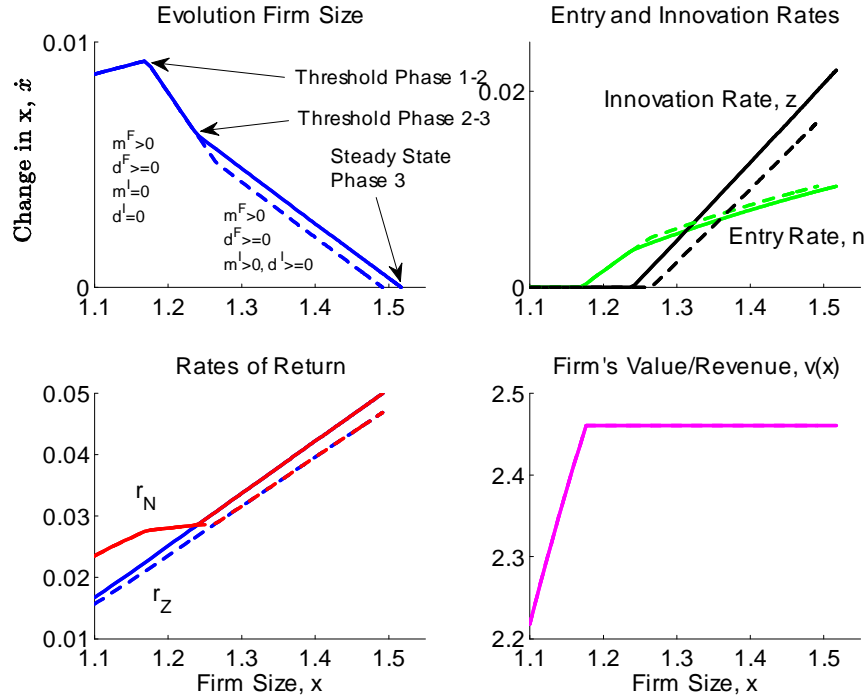 Evolution Firm Size
Change in x, ẋ
0.01
0
1.1 1.2 1.3 1.4 1.5
Threshold Phase 1-2
Threshold Phase 2-3
Steady State
Phase 3
m^F>0
d^F>=0
m^I=0
d^I=0
m^F>0
d^F>=0
m^I>0, d^I>=0
Entry and Innovation Rates
0.02
0
1.1 1.2 1.3 1.4 1.5
Innovation Rate, z
Entry Rate, n
Rates of Return
0.05
0.04
0.03
0.02
0.01
1.1 1.2 1.3 1.4 1.5
r_N
r_Z
Firm Size, x
Firm's Value/Revenue, v(x)
2.5
2.4
2.3
2.2
1.1 1.2 1.3 1.4 1.5
Firm Size, x